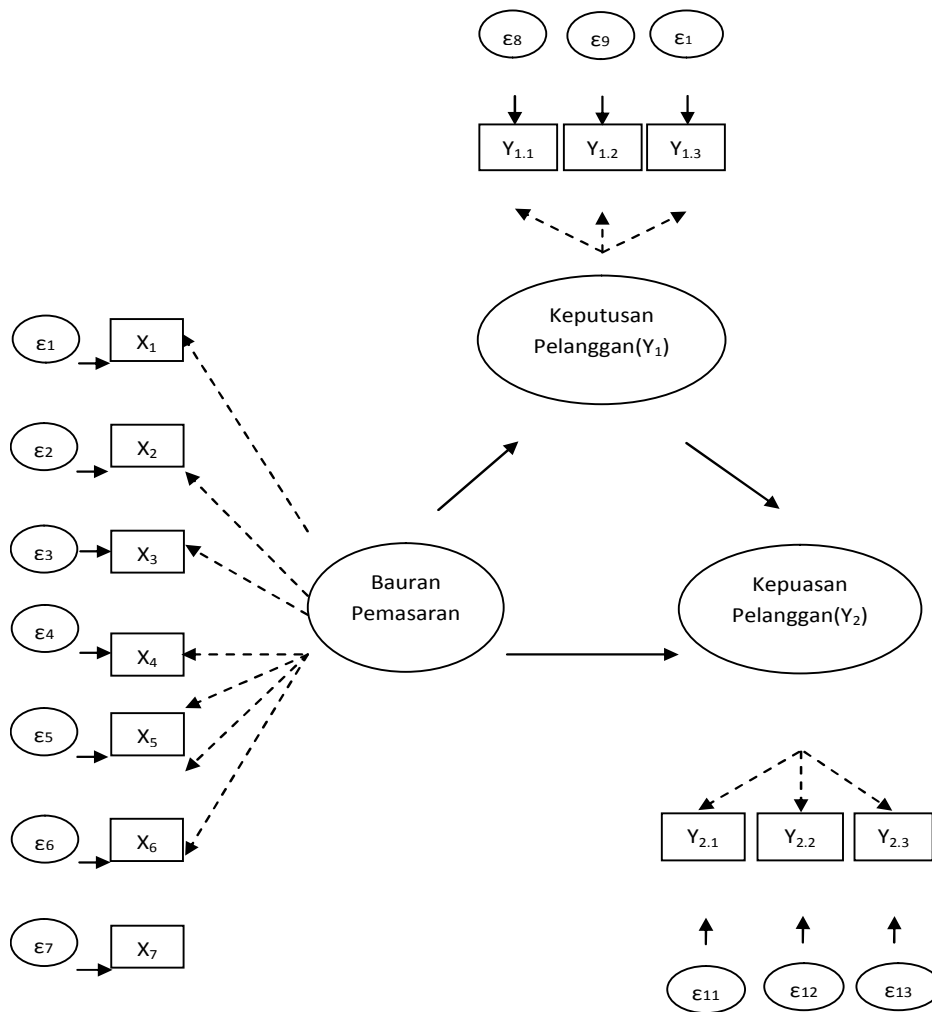 ε8 ε9 ε1
Y1.1 Y1.2 Y1.3
Keputusan
Pelanggan(Y1)
ε1 X1
ε2 X2
ε3 X3
ε4 X4
ε5 X5
ε6 X6
ε7 X7
Bauran
Pemasaran
Kepuasan
Pelanggan(Y2)
Y2.1 Y2.2 Y2.3
ε11 ε12 ε13